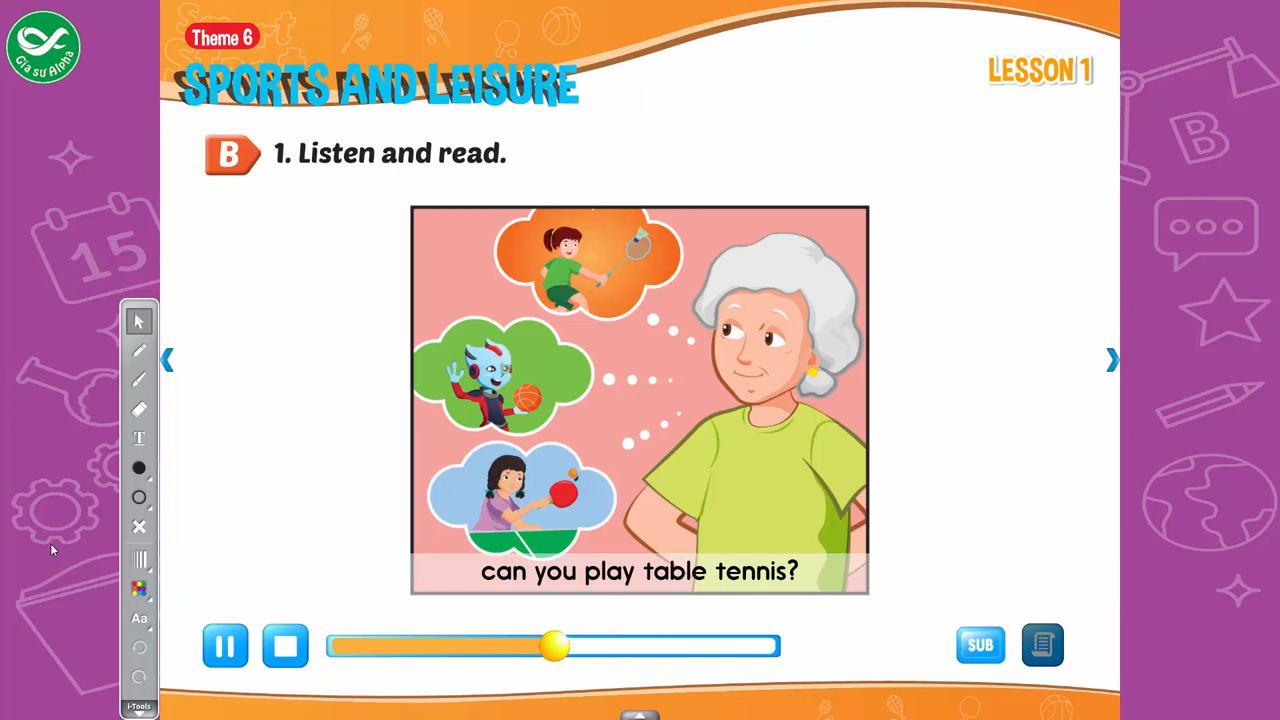 Gia sư Alpha
Theme 6
SPORTS AND LEISURE
LESSON 1
B
1. Listen and read.
15
B
can you play table tennis?
SUB
T
Aa
i-Tools